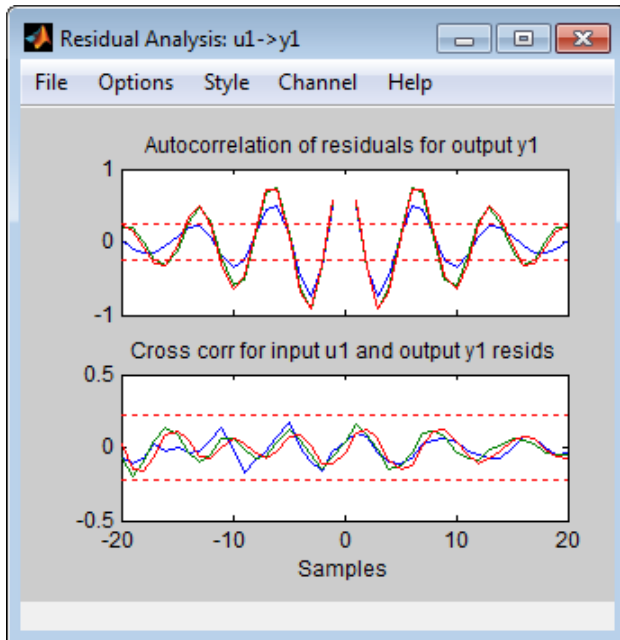 Residual Analysis: u1->y1
File Options Style Channel Help
Autocorrelation of residuals for output y1
1
0
-1
Cross corr for input u1 and output y1 resids
0.5
0
-0.5
-20 -10 0 10 20
Samples